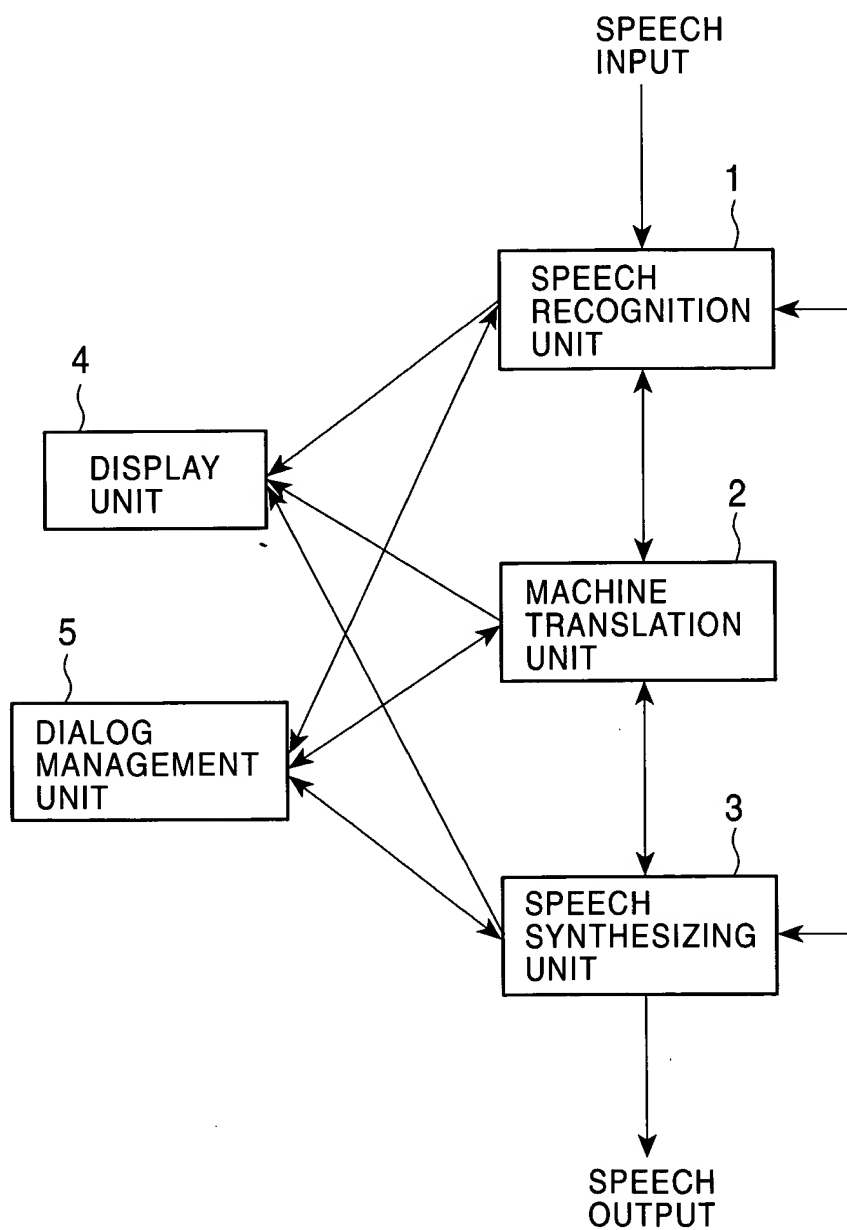 SPEECH
INPUT
1
SPEECH
RECOGNITION
UNIT
4
DISPLAY
UNIT
2
MACHINE
TRANSLATION
UNIT
5
DIALOG
MANAGEMENT
UNIT
3
SPEECH
SYNTHESIZING
UNIT
SPEECH
OUTPUT